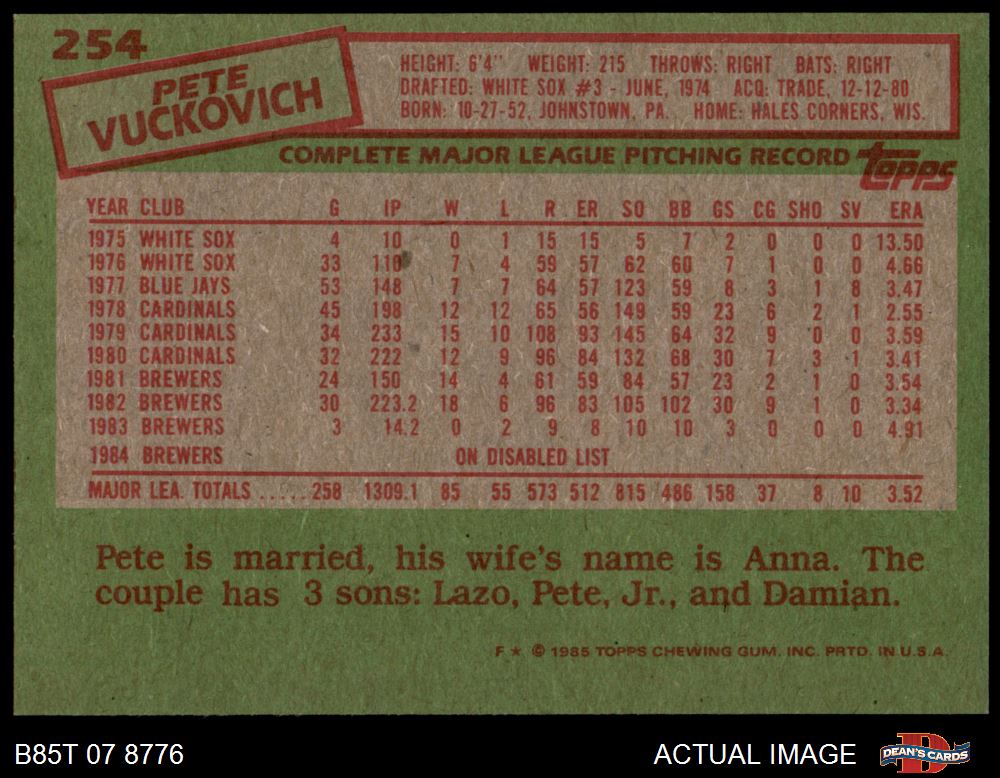 254
PETE
VUCKOVICH
HEIGHT: 6'4" WEIGHT: 215 THROWS: RIGHT BATS: RIGHT
DRAFTED: WHITE SOX #3 - JUNE, 1974 ACQ: TRADE, 12-12-80
BORN: 10-27-52, JOHNSTOWN, PA. HOME: HALES CORNERS, WIS.
COMPLETE MAJOR LEAGUE PITCHING RECORD
topps
YEAR CLUB G IP W L R ER SO BB GS CG SHO SV ERA
1975 WHITE SOX 4 10 0 1 15 15 5 7 2 0 0 0 13.50
1976 WHITE SOX 33 110 7 4 59 57 62 60 7 1 0 0 4.66
1977 BLUE JAYS 53 148 7 7 64 57 123 59 8 3 1 8 3.47
1978 CARDINALS 45 198 12 12 65 56 149 59 23 6 2 1 2.55
1979 CARDINALS 34 233 15 10 108 93 145 64 32 9 0 0 3.59
1980 CARDINALS 32 222 12 9 96 84 132 68 30 7 3 1 3.41
1981 BREWERS 24 150 14 4 61 59 84 57 23 2 1 0 3.54
1982 BREWERS 30 223.2 18 6 96 83 105 102 30 9 1 0 3.34
1983 BREWERS 3 14.2 0 2 9 8 10 10 3 0 0 0 4.91
1984 BREWERS ON DISABLED LIST
MAJOR LEA. TOTALS ..... 258 1309.1 85 55 573 512 815 486 158 37 8 10 3.52
Pete is married, his wife's name is Anna. The
couple has 3 sons: Lazo, Pete, Jr., and Damian.
F ★ © 1985 TOPPS CHEWING GUM, INC. PRTD. IN U.S.A.
B85T 07 8776
ACTUAL IMAGE
D
DEAN'S CARDS